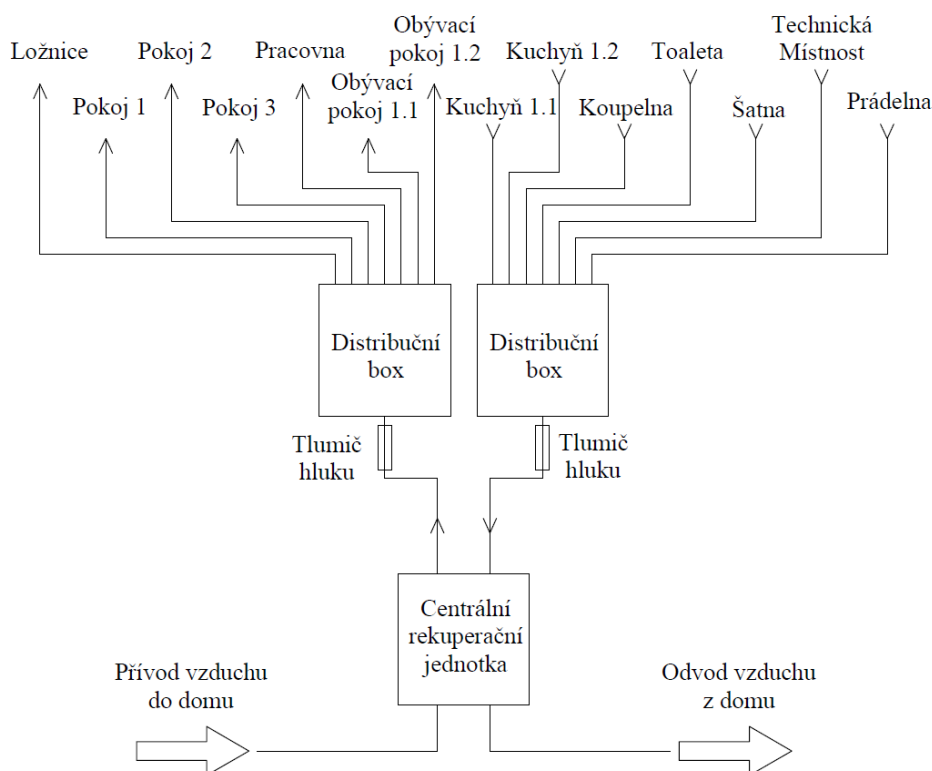 Ložnice
Pokoj 1
Pokoj 2
Pokoj 3
Pracovna
Obývací
pokoj 1.1
Obývací
pokoj 1.2
Kuchyň 1.1
Kuchyň 1.2
Koupelna
Toaleta
Šatna
Technická
Místnost
Prádelna
Distribuční
box
Distribuční
box
Tlumič
hluku
Tlumič
hluku
Centrální
rekuperační
jednotka
Přívod vzduchu
do domu
Odvod vzduchu
z domu